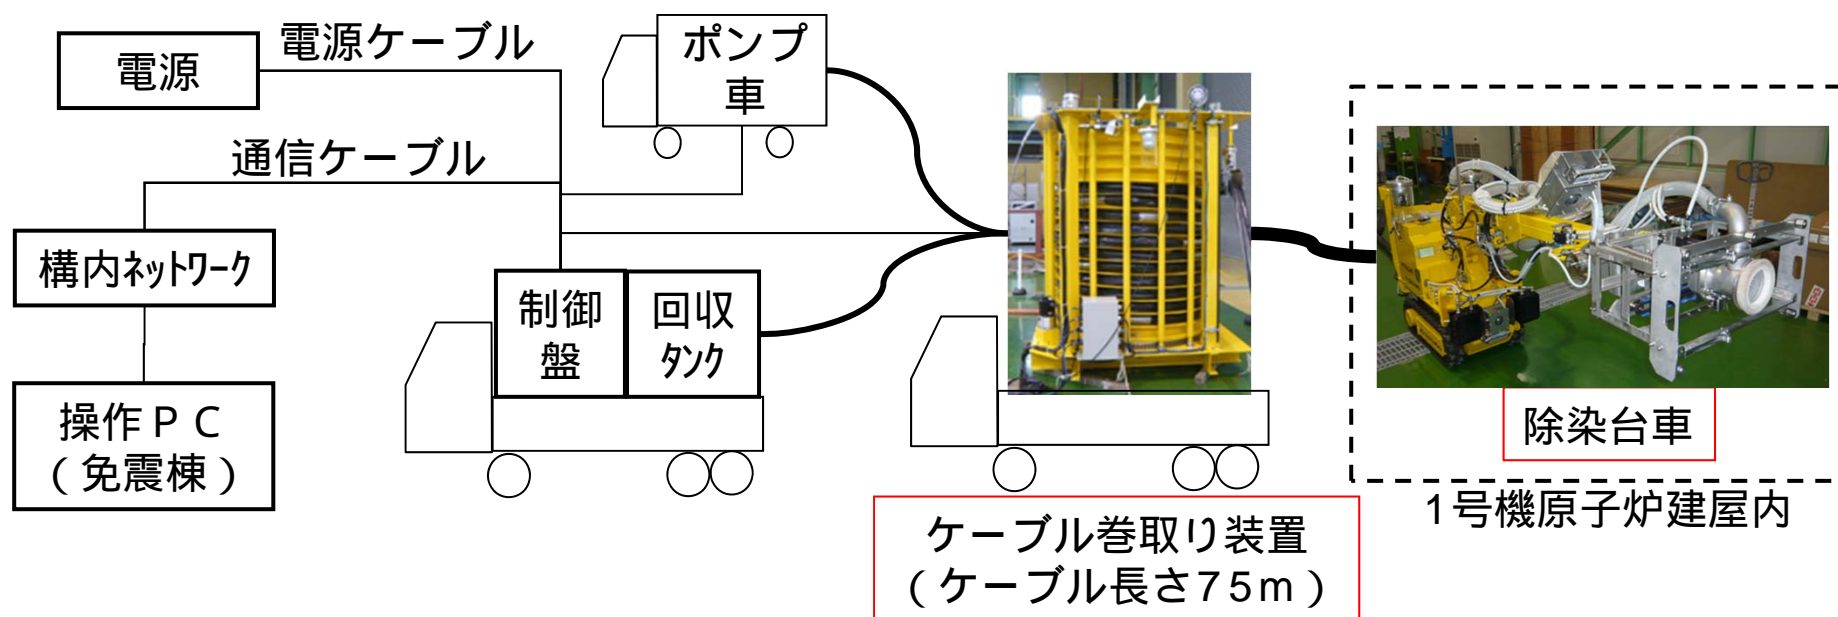 電源
電源ケーブル
ポンプ
車
通信ケーブル
構内ﾈｯﾄﾜｰｸ
制御
盤
回収
ﾀﾝｸ
操作ＰＣ
（免震棟）
除染台車
1号機原子炉建屋内
ケーブル巻取り装置
（ケーブル長さ75ｍ）